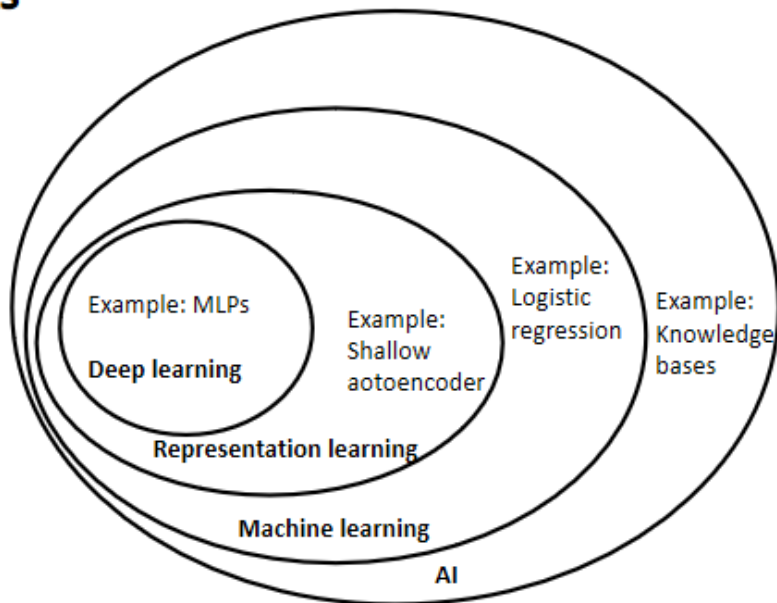 s
Example: MLPs
Deep learning
Example:
Shallow
aotoencoder
Representation learning
Example:
Logistic
regression
Machine learning
Example:
Knowledge
bases
AI